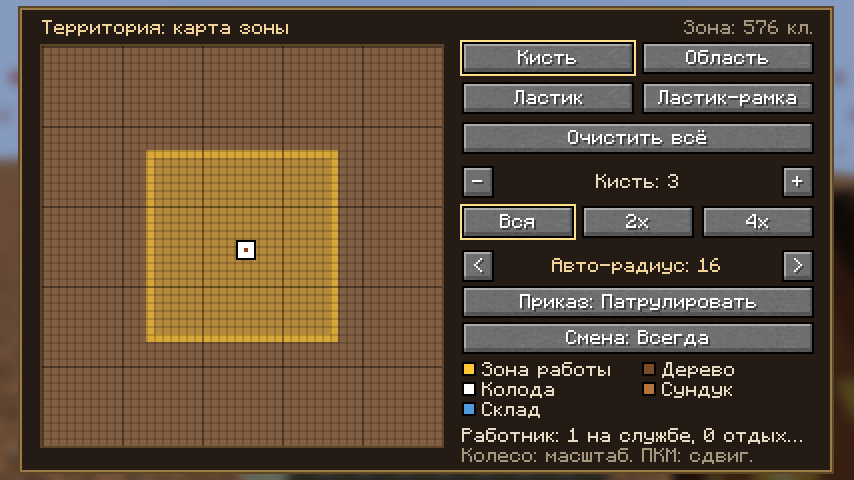 Территория: карта зоны
Зона: 576 кл.
Кисть
Область
Ластик
Ластик-рамка
Очистить всё
-
Кисть: 3
+
Вся
2x
4x
<
Авто-радиус: 16
>
Приказ: Патрулировать
Смена: Всегда
Зона работы
Дерево
Колода
Сундук
Склад
Работник: 1 на службе, 0 отдых...
Колесо: масштаб. ПКМ: сдвиг.